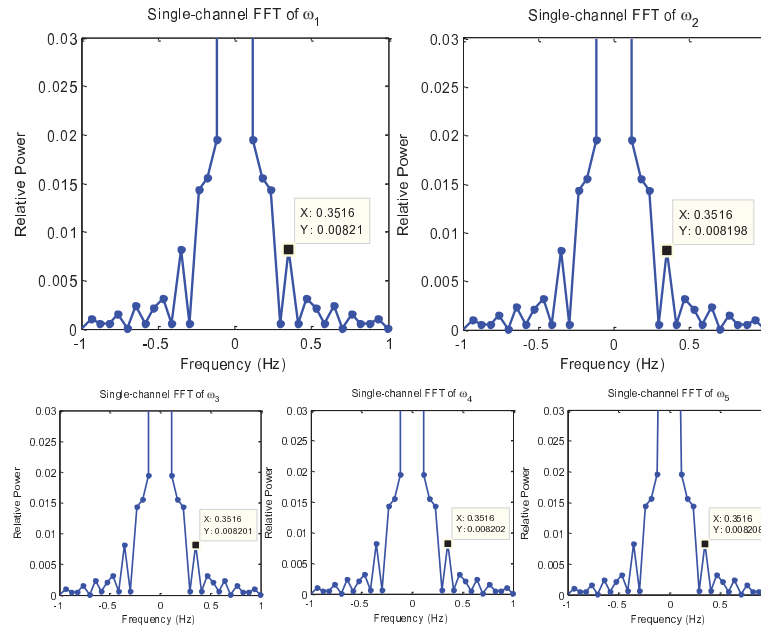 Single-channel FFT of ω1
Single-channel FFT of ω2
0.03
0.025
0.02
0.015
0.01
0.005
0
Relative Power
X: 0.3516
Y: 0.00821
-1
-0.5
0
0.5
1
Frequency (Hz)
0.03
0.025
0.02
0.015
0.01
0.005
0
Relative Power
X: 0.3516
Y: 0.008198
-1
-0.5
0
0.5
1
Frequency (Hz)
Single-channel FFT of ω3
Single-channel FFT of ω4
Single-channel FFT of ω5
0.03
0.025
0.02
0.015
0.01
0.005
0
Relative Power
X: 0.3516
Y: 0.008201
-1
-0.5
0
0.5
1
Frequency (Hz)
0.03
0.025
0.02
0.015
0.01
0.005
0
Relative Power
X: 0.3516
Y: 0.008202
-1
-0.5
0
0.5
1
Frequency (Hz)
0.03
0.025
0.02
0.015
0.01
0.005
0
Relative Power
X: 0.3516
Y: 0.008208
-1
-0.5
0
0.5
1
Frequency (Hz)